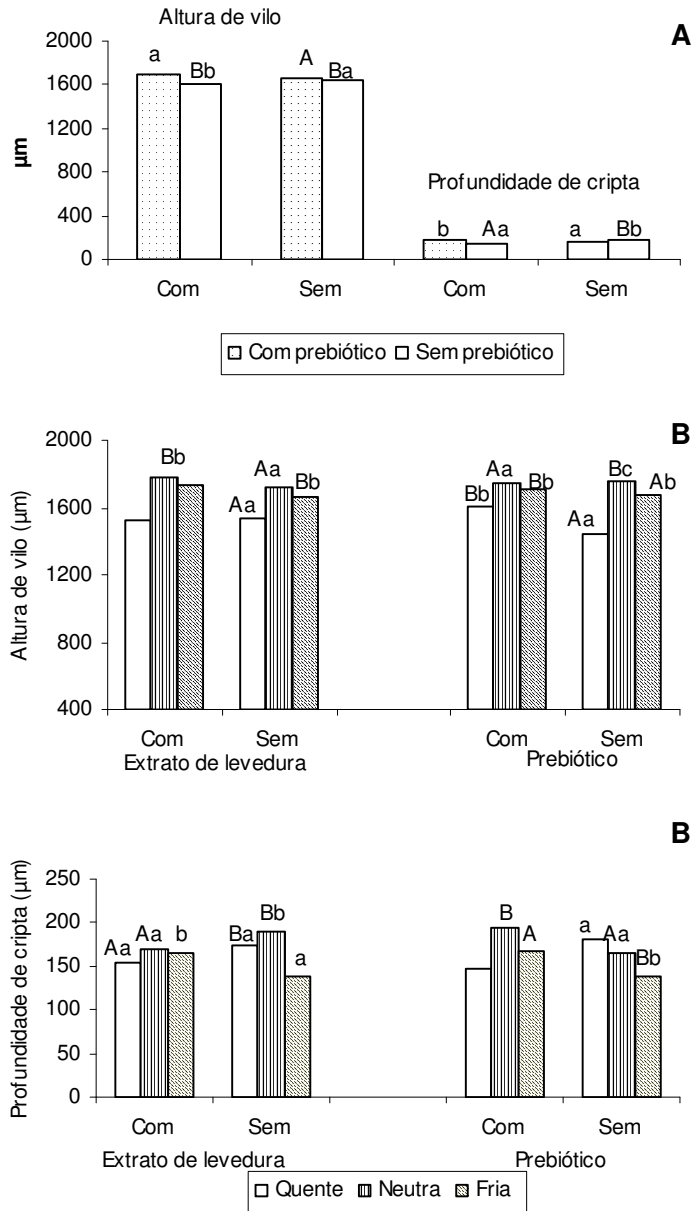 Altura de vilo
A
2000
1600
1200
800
400
0
µm
a Bb A Ba
Profundidade de cripta
b Aa a Bb
Com Sem Com Sem
Com prebiótico Sem prebiótico
B
2000
1600
1200
800
400
Altura de vilo (µm)
Bb Aa Aa Bb Bb Aa Bb Aa Bc Ab
Com Sem Com Sem
Extrato de levedura Prebiótico
B
250
200
150
100
50
0
Profundidade de cripta (µm)
Aa Aa b Ba Bb a B A a Aa Bb
Com Sem Com Sem
Extrato de levedura Prebiótico
Quente Neutra Fria